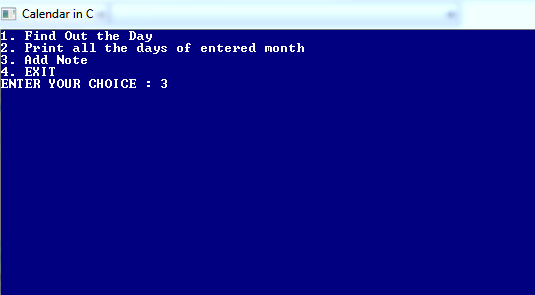 Calendar in C
1. Find Out the Day
2. Print all the days of entered month
3. Add Note
4. EXIT
ENTER YOUR CHOICE : 3